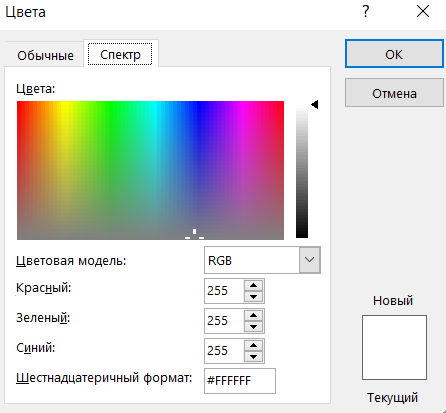 Цвета
?
Обычные
Спектр
ОК
Отмена
Цвета:
Цветовая модель:
RGB
Красный:
255
Зеленый:
255
Синий:
255
Шестнадцатеричный формат:
#FFFFFF
Новый
Текущий